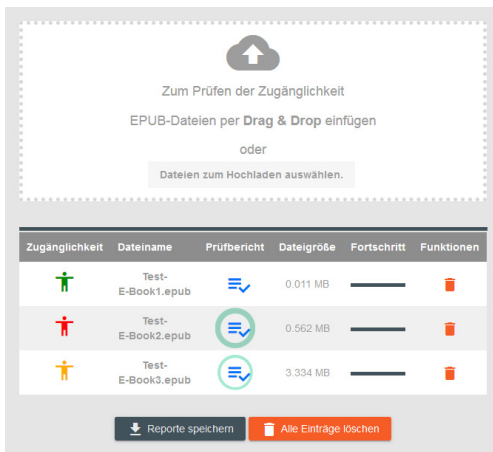 Zum Prüfen der Zugänglichkeit
EPUB-Dateien per Drag & Drop einfügen
oder
Dateien zum Hochladen auswählen.
Zugänglichkeit Dateiname Prüfbericht Dateigröße Fortschritt Funktionen
Test-
E-Book1.epub 0.011 MB
Test-
E-Book2.epub 0.562 MB
Test-
E-Book3.epub 3.334 MB
Reporte speichern Alle Einträge löschen